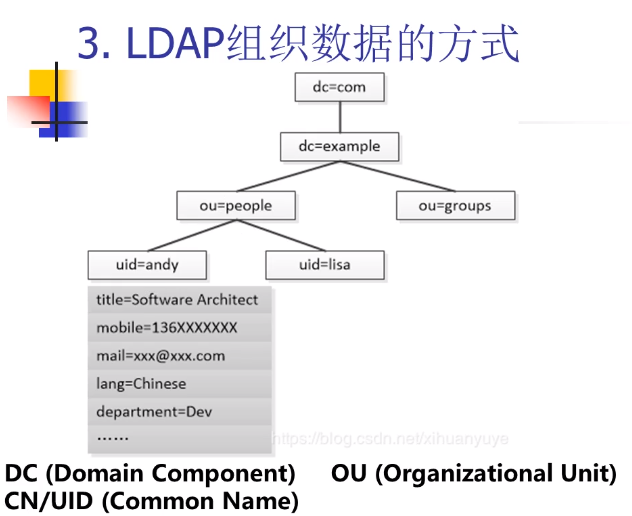 3. LDAP组织数据的方式
dc=com
dc=example
ou=people
ou=groups
uid=andy
uid=lisa
title=Software Architect
mobile=136XXXXXXX
mail=xxx@xxx.com
lang=Chinese
department=Dev
……
https://blog.csdn.net/xihuanyuye
DC (Domain Component) OU (Organizational Unit)
CN/UID (Common Name)